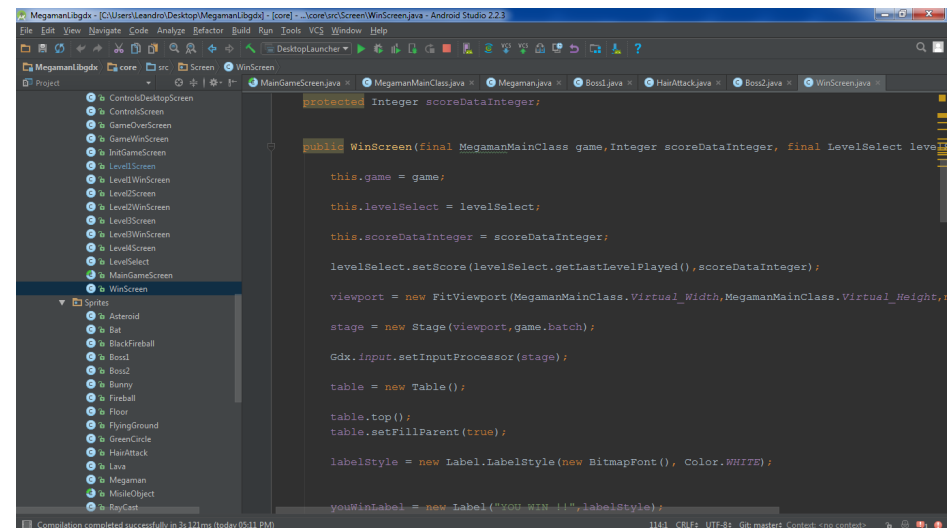 MegamanLibgdx - [C:\Users\Leandro\Desktop\MegamanLibgdx] - [core] - ...\core\src\Screen\WinScreen.java - Android Studio 2.2.3
File Edit View Navigate Code Analyze Refactor Build Run Tools VCS Window Help
DesktopLauncher
MegamanLibgdx core src Screen WinScreen
Project MainGameScreen.java MegamanMainClass.java Megaman.java Boss1.java HairAttack.java Boss2.java WinScreen.java
ControlsDesktopScreen
ControlsScreen
GameOverScreen
GameWinScreen
InitGameScreen
Level1Screen
Level1WinScreen
Level2Screen
Level2WinScreen
Level3Screen
Level3WinScreen
Level4Screen
LevelSelect
MainGameScreen
WinScreen
Sprites
Asteroid
Bat
BlackFireball
Boss1
Boss2
Bunny
Fireball
Floor
FlyingGround
GreenCircle
HairAttack
Lava
Megaman
MisileObject
RayCast
protected Integer scoreDataInteger;
public WinScreen(final MegamanMainClass game,Integer scoreDataInteger, final LevelSelect leve
this.game = game;
this.levelSelect = levelSelect;
this.scoreDataInteger = scoreDataInteger;
levelSelect.setScore(levelSelect.getLastLevelPlayed(),scoreDataInteger);
viewport = new FitViewport(MegamanMainClass.Virtual_Width,MegamanMainClass.Virtual_Height,
stage = new Stage(viewport,game.batch);
Gdx.input.setInputProcessor(stage);
table = new Table();
table.top();
table.setFillParent(true);
labelStyle = new Label.LabelStyle(new BitmapFont(), Color.WHITE);
youWinLabel = new Label("YOU WIN !!",labelStyle);
Compilation completed successfully in 3s 121ms (today 05:11 PM) 114:1 CRLF÷ UTF-8÷ Git: master÷ Context: <no context>